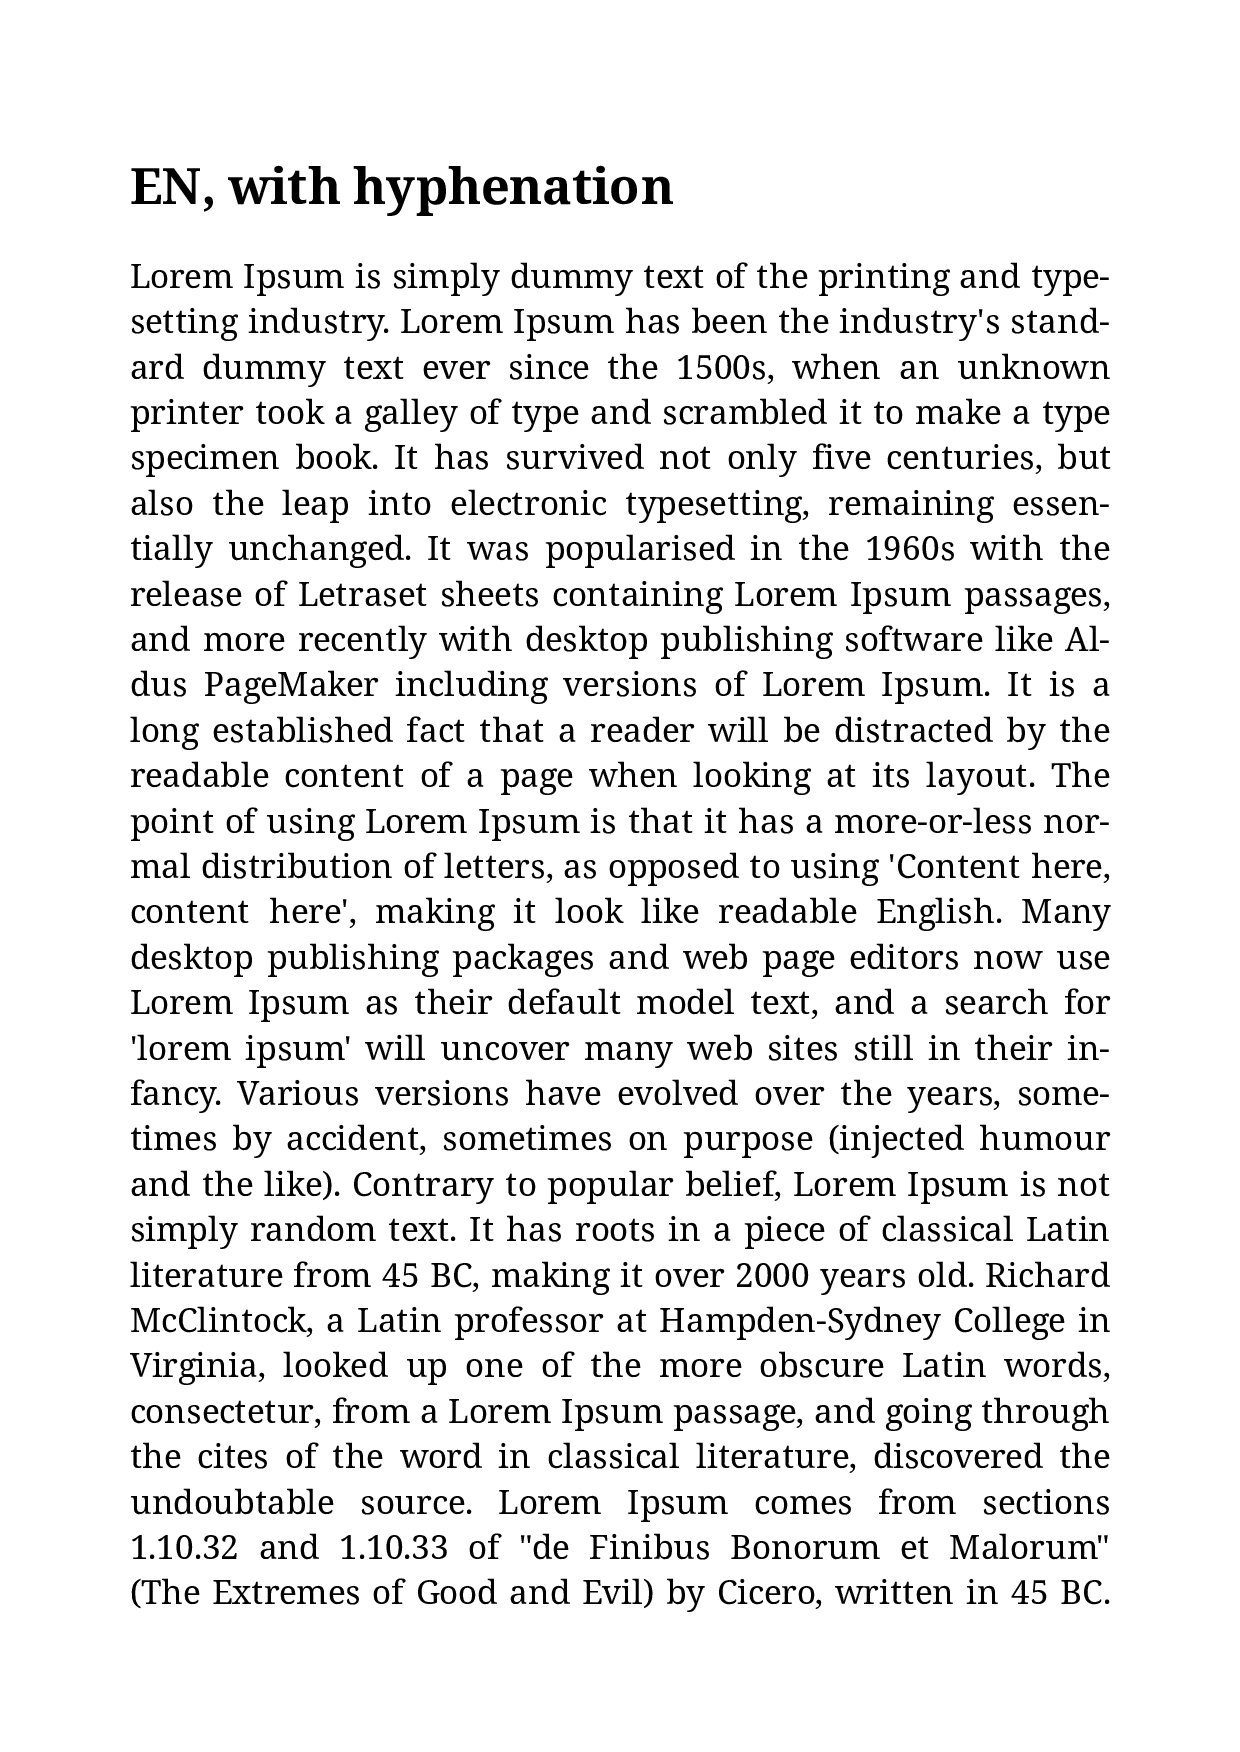 EN, with hyphenation
Lorem Ipsum is simply dummy text of the printing and type-
setting industry. Lorem Ipsum has been the industry's stand-
ard dummy text ever since the 1500s, when an unknown
printer took a galley of type and scrambled it to make a type
specimen book. It has survived not only five centuries, but
also the leap into electronic typesetting, remaining essen-
tially unchanged. It was popularised in the 1960s with the
release of Letraset sheets containing Lorem Ipsum passages,
and more recently with desktop publishing software like Al-
dus PageMaker including versions of Lorem Ipsum. It is a
long established fact that a reader will be distracted by the
readable content of a page when looking at its layout. The
point of using Lorem Ipsum is that it has a more-or-less nor-
mal distribution of letters, as opposed to using 'Content here,
content here', making it look like readable English. Many
desktop publishing packages and web page editors now use
Lorem Ipsum as their default model text, and a search for
'lorem ipsum' will uncover many web sites still in their in-
fancy. Various versions have evolved over the years, some-
times by accident, sometimes on purpose (injected humour
and the like). Contrary to popular belief, Lorem Ipsum is not
simply random text. It has roots in a piece of classical Latin
literature from 45 BC, making it over 2000 years old. Richard
McClintock, a Latin professor at Hampden-Sydney College in
Virginia, looked up one of the more obscure Latin words,
consectetur, from a Lorem Ipsum passage, and going through
the cites of the word in classical literature, discovered the
undoubtable source. Lorem Ipsum comes from sections
1.10.32 and 1.10.33 of "de Finibus Bonorum et Malorum"
(The Extremes of Good and Evil) by Cicero, written in 45 BC.